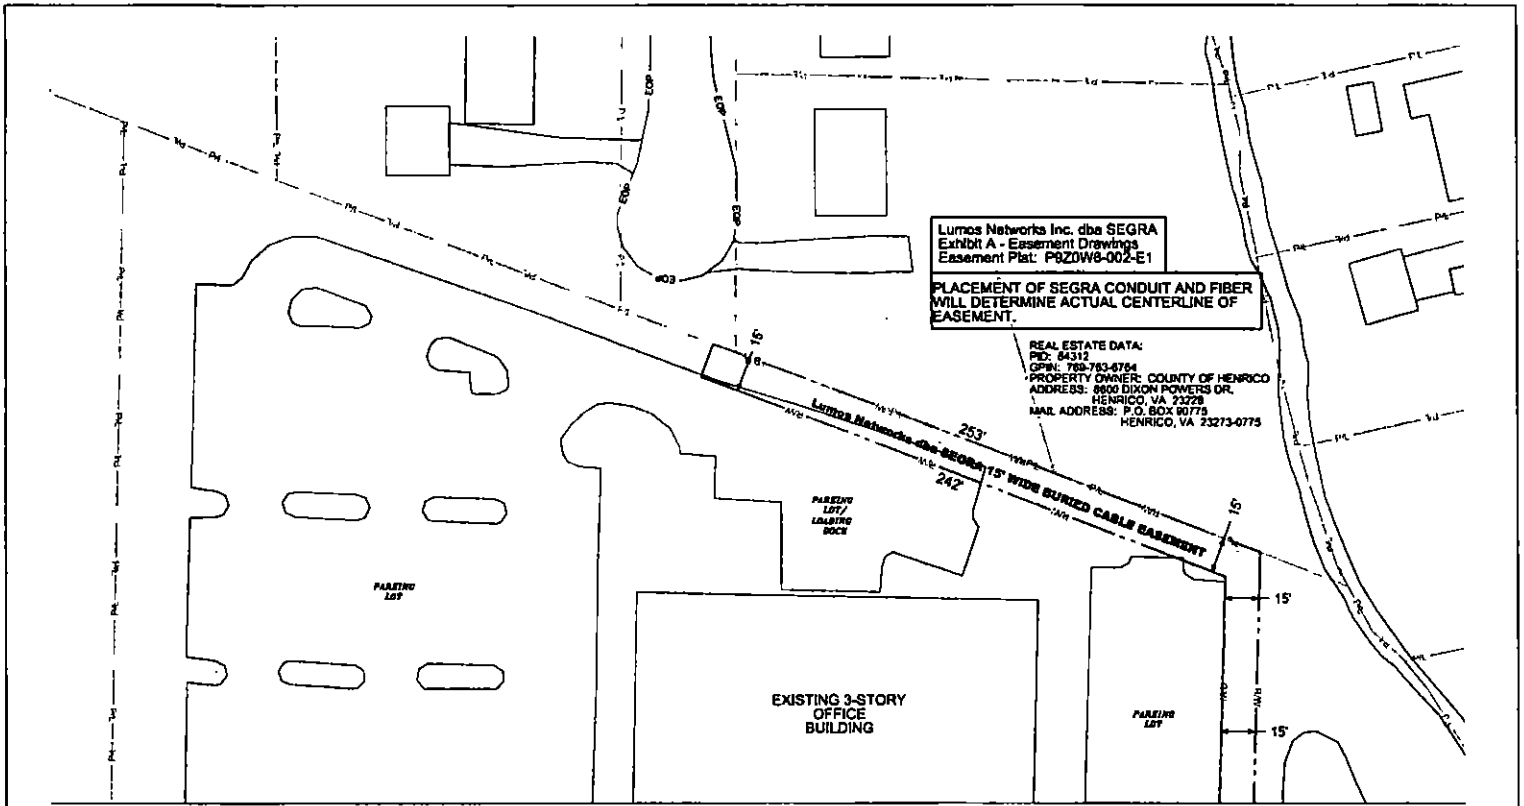 Lumos Networks Inc. dba SEGRA
Exhibit A - Easement Drawings
Easement Plat: P9Z0W8-002-E1
PLACEMENT OF SEGRA CONDUIT AND FIBER
WILL DETERMINE ACTUAL CENTERLINE OF
EASEMENT.
REAL ESTATE DATA:
PID: 84312
GPIN: 769-763-6764
PROPERTY OWNER: COUNTY OF HENRICO
ADDRESS: 8600 DIXON POWERS DR.
HENRICO, VA 23228
MAIL ADDRESS: P.O. BOX 90775
HENRICO, VA 23273-0775
EOP
EOP
EOP
EOP
EOP
15'
253'
Lumos Networks dba SEGRA 15' WIDE BURIED CABLE EASEMENT
242'
15'
PARKING
LOT/
LOADING
DOCK
PARKING
LOT
15'
EXISTING 3-STORY
OFFICE
BUILDING
PARKING
LOT
15'